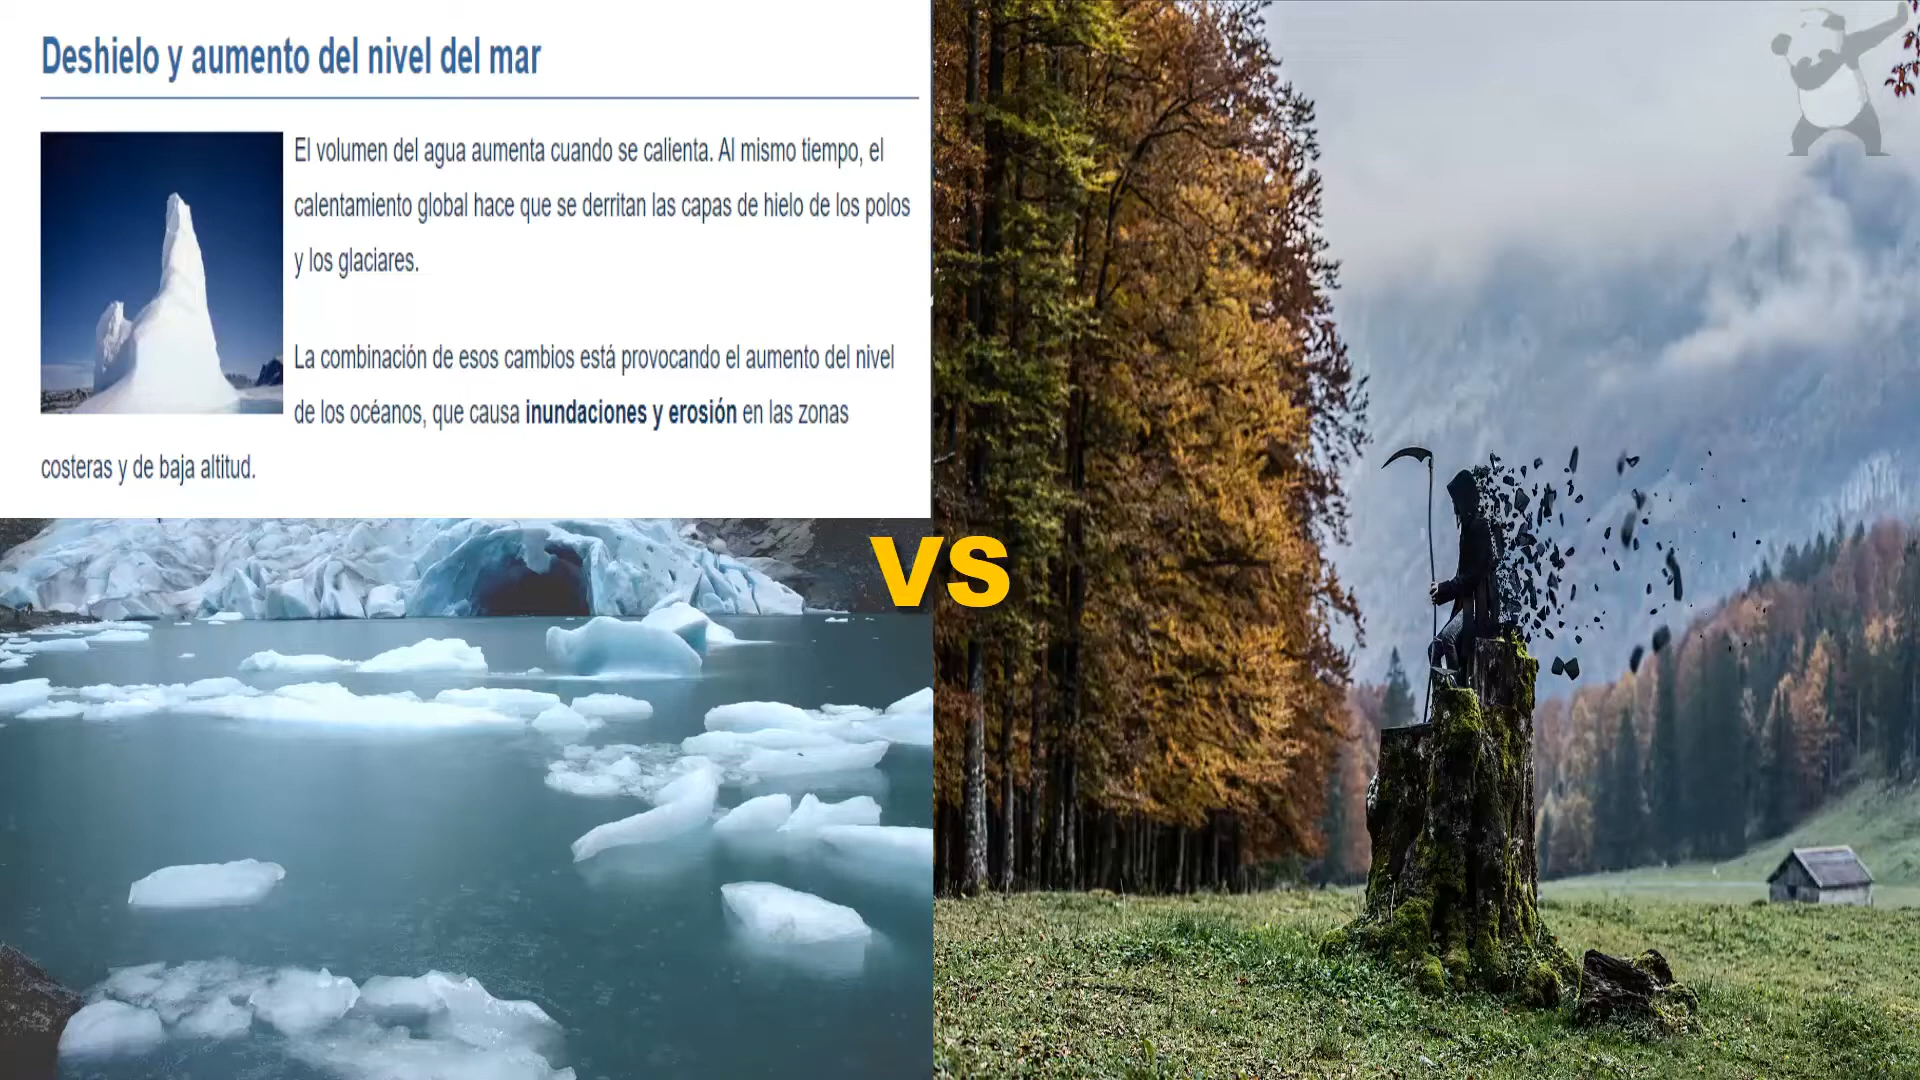 Deshielo y aumento del nivel del mar
El volumen del agua aumenta cuando se calienta. Al mismo tiempo, el
calentamiento global hace que se derritan las capas de hielo de los polos
y los glaciares.
La combinación de esos cambios está provocando el aumento del nivel
de los océanos, que causa inundaciones y erosión en las zonas
costeras y de baja altitud.
VS